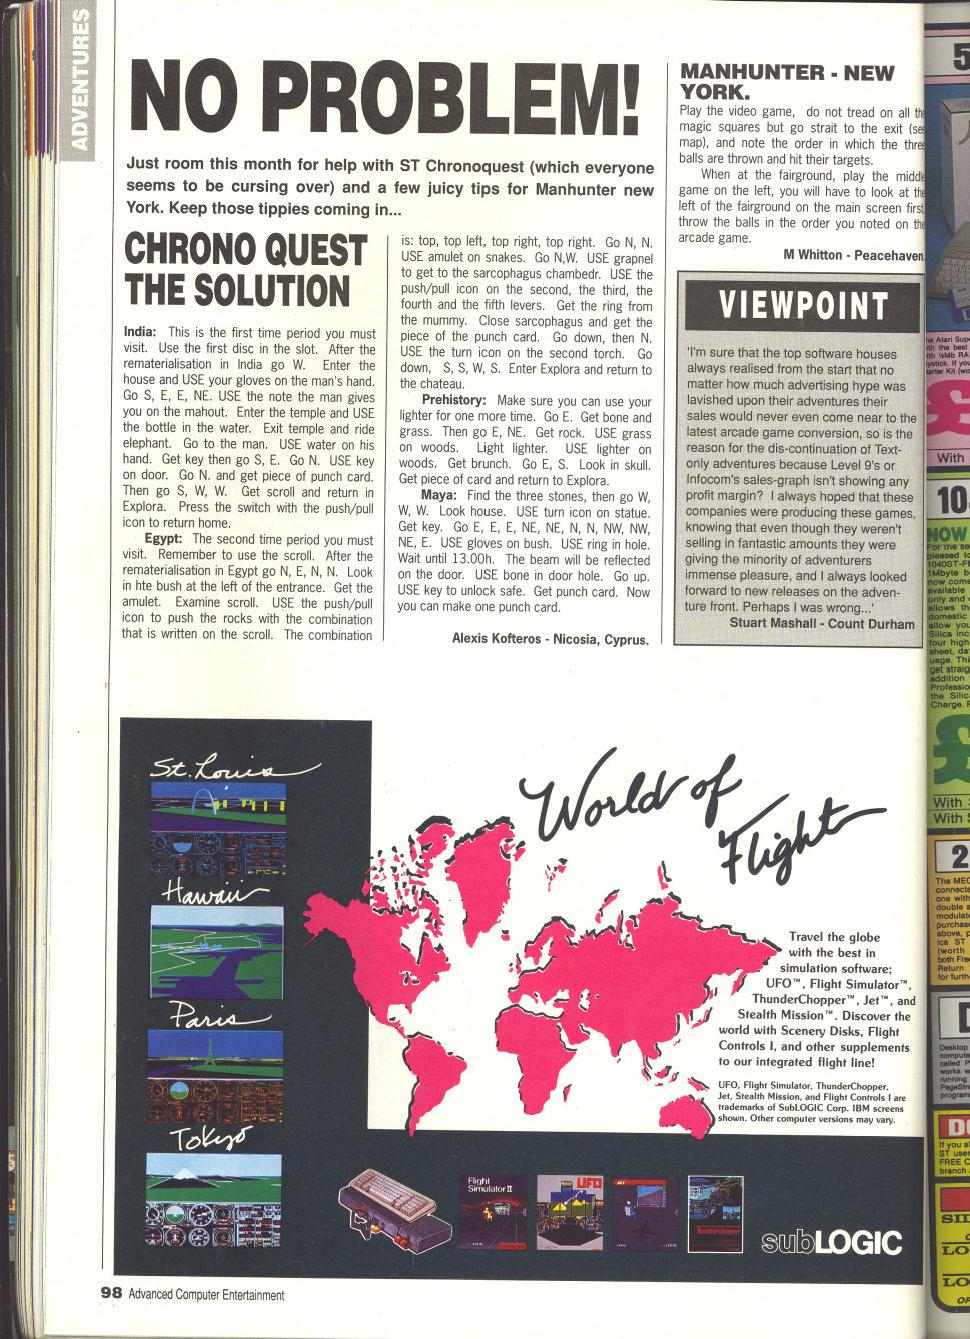 ADVENTURES
NO PROBLEM!
Just room this month for help with ST Chronoquest (which everyone
seems to be cursing over) and a few juicy tips for Manhunter new
York. Keep those tippies coming in...
CHRONO QUEST
THE SOLUTION
India: This is the first time period you must
visit. Use the first disc in the slot. After the
rematerialisation in India go W. Enter the
house and USE your gloves on the man's hand.
Go S, E, E, NE. USE the note the man gives
you on the mahout. Enter the temple and USE
the bottle in the water. Exit temple and ride
elephant. Go to the man. USE water on his
hand. Get key then go S, E. Go N. USE key
on door. Go N. and get piece of punch card.
Then go S, W, W. Get scroll and return in
Explora. Press the switch with the push/pull
icon to return home.
Egypt: The second time period you must
visit. Remember to use the scroll. After the
rematerialisation in Egypt go N, E, N, N. Look
in hte bush at the left of the entrance. Get the
amulet. Examine scroll. USE the push/pull
icon to push the rocks with the combination
that is written on the scroll. The combination
is: top, top left, top right, top right. Go N, N.
USE amulet on snakes. Go N,W. USE grapnel
to get to the sarcophagus chambedr. USE the
push/pull icon on the second, the third, the
fourth and the fifth levers. Get the ring from
the mummy. Close sarcophagus and get the
piece of the punch card. Go down, then N.
USE the turn icon on the second torch. Go
down, S, S, W, S. Enter Explora and return to
the chateau.
Prehistory: Make sure you can use your
lighter for one more time. Go E. Get bone and
grass. Then go E, NE. Get rock. USE grass
on woods. Light lighter. USE lighter on
woods. Get brunch. Go E, S. Look in skull.
Get piece of card and return to Explora.
Maya: Find the three stones, then go W,
W, W. Look house. USE turn icon on statue.
Get key. Go E, E, E, NE, NE, N, N, NW, NW,
NE, E. USE gloves on bush. USE ring in hole.
Wait until 13.00h. The beam will be reflected
on the door. USE bone in door hole. Go up.
USE key to unlock safe. Get punch card. Now
you can make one punch card.
Alexis Kofteros - Nicosia, Cyprus.
MANHUNTER - NEW
YORK.
Play the video game, do not tread on all the
magic squares but go strait to the exit (see
map), and note the order in which the three
balls are thrown and hit their targets.
When at the fairground, play the middle
game on the left, you will have to look at the
left of the fairground on the main screen first,
throw the balls in the order you noted on the
arcade game.
M Whitton - Peacehaven.
VIEWPOINT
'I'm sure that the top software houses
always realised from the start that no
matter how much advertising hype was
lavished upon their adventures their
sales would never even come near to the
latest arcade game conversion, so is the
reason for the dis-continuation of Text-
only adventures because Level 9's or
Infocom's sales-graph isn't showing any
profit margin? I always hoped that these
companies were producing these games,
knowing that even though they weren't
selling in fantastic amounts they were
giving the minority of adventurers
immense pleasure, and I always looked
forward to new releases on the adven-
ture front. Perhaps I was wrong...'
Stuart Mashall - Count Durham
St. Louis
Hawaii
Paris
Tokyo
World of
Flight
Travel the globe
with the best in
simulation software;
UFO™, Flight Simulator™,
ThunderChopper™, Jet™, and
Stealth Mission™. Discover the
world with Scenery Disks, Flight
Controls I, and other supplements
to our integrated flight line!
UFO, Flight Simulator, ThunderChopper,
Jet, Stealth Mission, and Flight Controls I are
trademarks of SubLOGIC Corp. IBM screens
shown. Other computer versions may vary.
Flight
Simulator II
UFO
JET
ThunderChopper
subLOGIC
98 Advanced Computer Entertainment
5
£
With
10
NOW
£
With
With
2
D